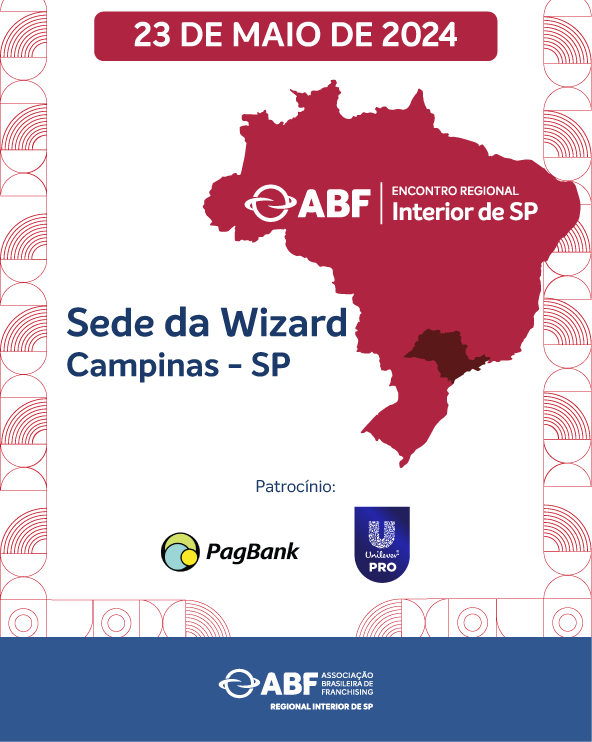 23 DE MAIO DE 2024
ABF
ENCONTRO REGIONAL
Interior de SP
Sede da Wizard
Campinas - SP
Patrocínio:
PagBank
U
Unilever
PRO
ABF
ASSOCIAÇÃO
BRASILEIRA DE
FRANCHISING
REGIONAL INTERIOR DE SP